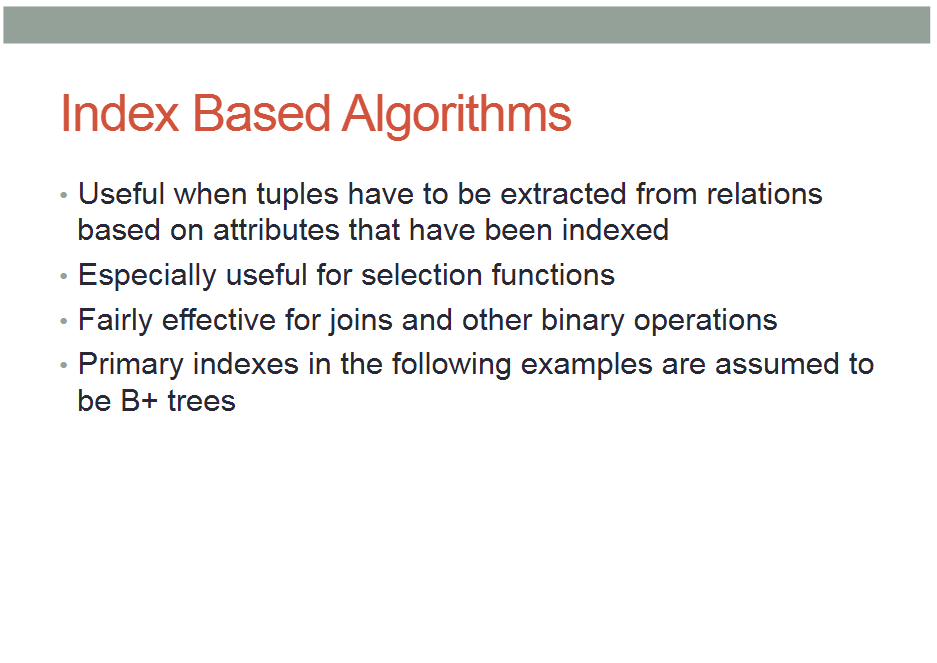 Index Based Algorithms
• Useful when tuples have to be extracted from relations
based on attributes that have been indexed
• Especially useful for selection functions
• Fairly effective for joins and other binary operations
• Primary indexes in the following examples are assumed to
be B+ trees